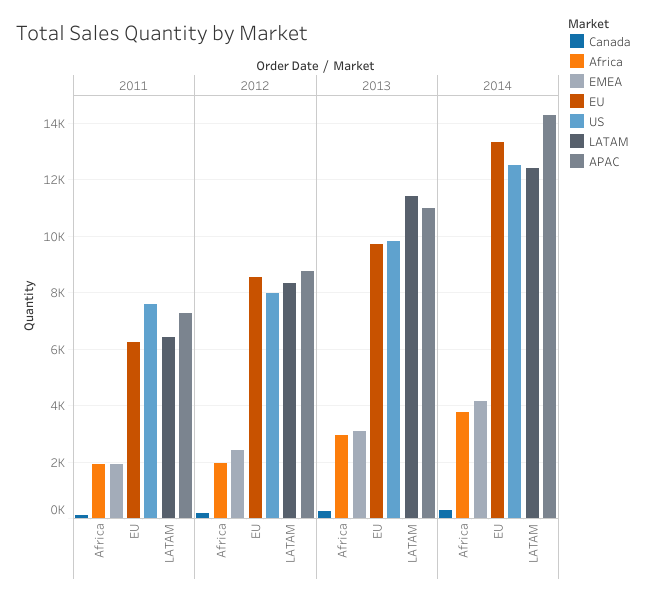 Total Sales Quantity by Market
Order Date / Market
2011 2012 2013 2014
14K
12K
10K
8K
6K
4K
2K
0K
Quantity
Africa EU LATAM Africa EU LATAM Africa EU LATAM Africa EU LATAM
Market
Canada
Africa
EMEA
EU
US
LATAM
APAC